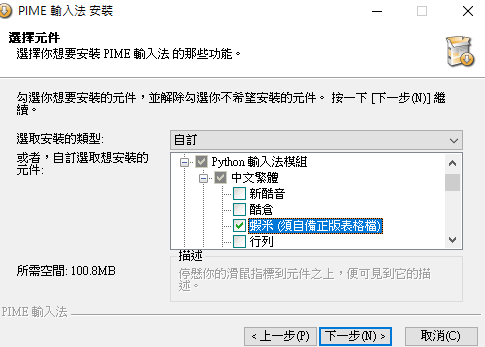 PIME 輸入法 安裝
選擇元件
選擇你想要安裝 PIME 輸入法 的那些功能。
勾選你想要安裝的元件，並解除勾選你不希望安裝的元件。 按一下 [下一步(N)] 繼
續。
選取安裝的類型:
自訂
或者，自訂選取想安裝的
元件:
Python 輸入法模組
中文繁體
新酷音
酷倉
蝦米 (須自備正版表格檔)
行列
所需空間: 100.8MB
描述
停懸你的滑鼠指標到元件之上，便可見到它的描
述。
PIME 輸入法
< 上一步(P)
下一步(N) >
取消(C)